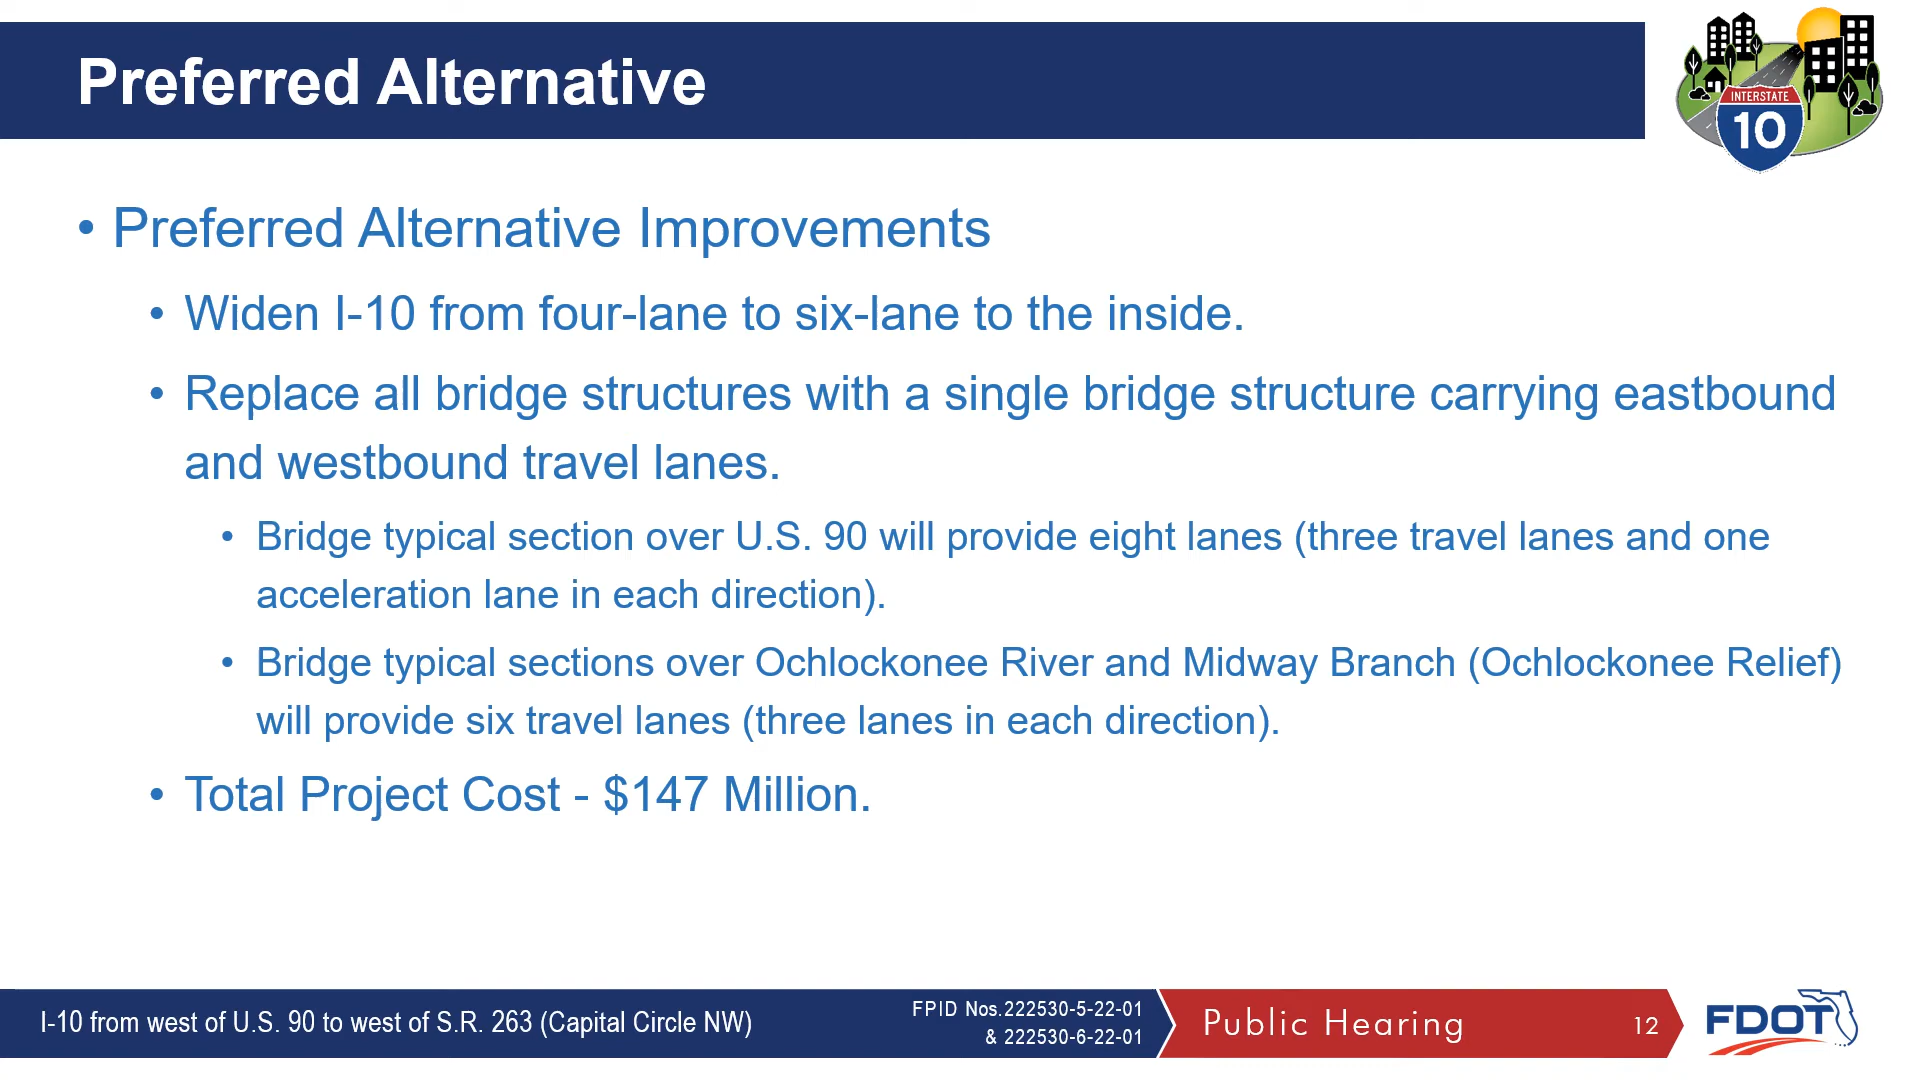 Preferred Alternative
INTERSTATE
10
• Preferred Alternative Improvements
• Widen I-10 from four-lane to six-lane to the inside.
• Replace all bridge structures with a single bridge structure carrying eastbound
and westbound travel lanes.
• Bridge typical section over U.S. 90 will provide eight lanes (three travel lanes and one
acceleration lane in each direction).
• Bridge typical sections over Ochlockonee River and Midway Branch (Ochlockonee Relief)
will provide six travel lanes (three lanes in each direction).
• Total Project Cost - $147 Million.
I-10 from west of U.S. 90 to west of S.R. 263 (Capital Circle NW)
FPID Nos.222530-5-22-01
& 222530-6-22-01
Public Hearing
12
FDOT